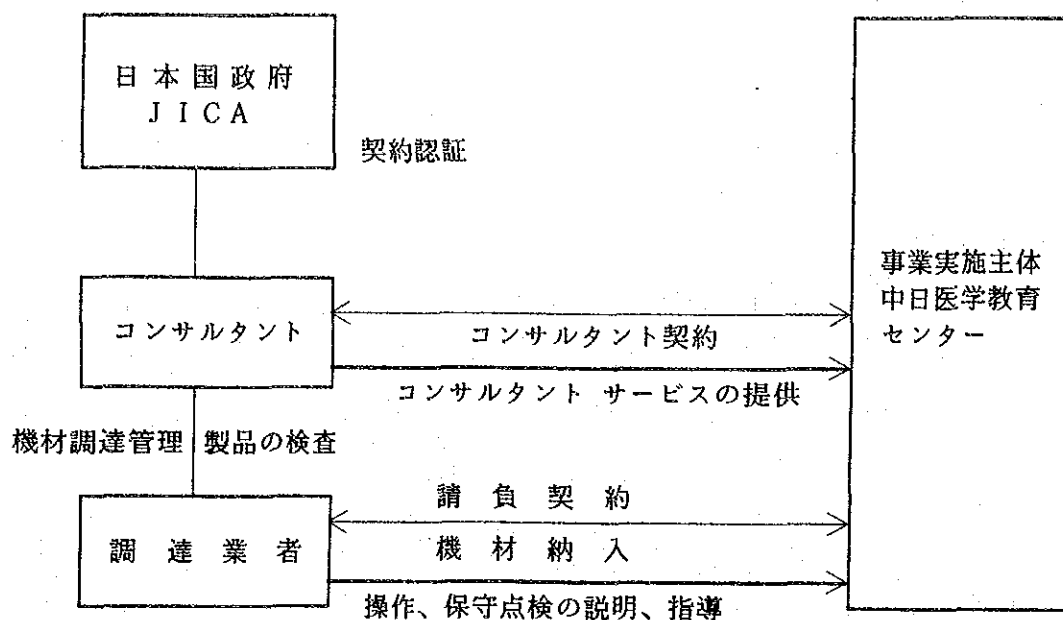 日本国政府
JICA
契約認証
コンサルタント
事業実施主体
中日医学教育
センター
コンサルタント契約
コンサルタント サービスの提供
機材調達管理 製品の検査
調達業者
請負契約
機材納入
操作、保守点検の説明、指導